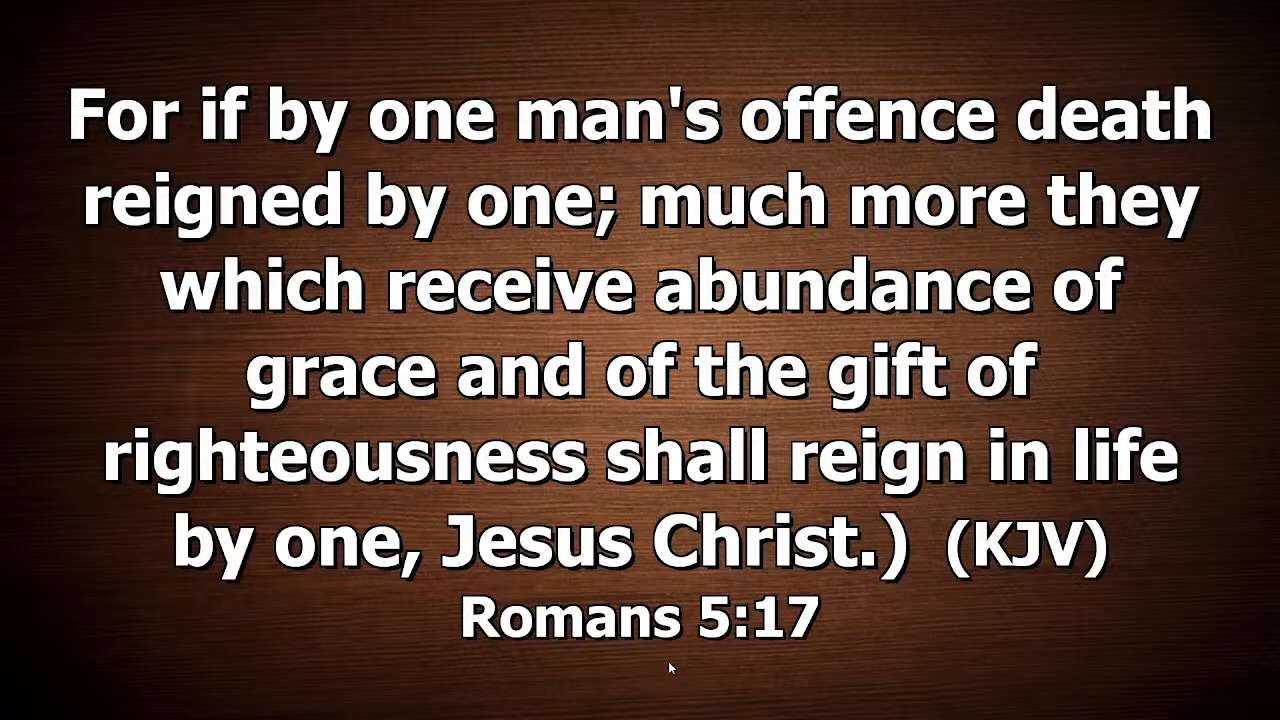 For if by one man's offence death
reigned by one; much more they
which receive abundance of
grace and of the gift of
righteousness shall reign in life
by one, Jesus Christ.) (KJV)
Romans 5:17